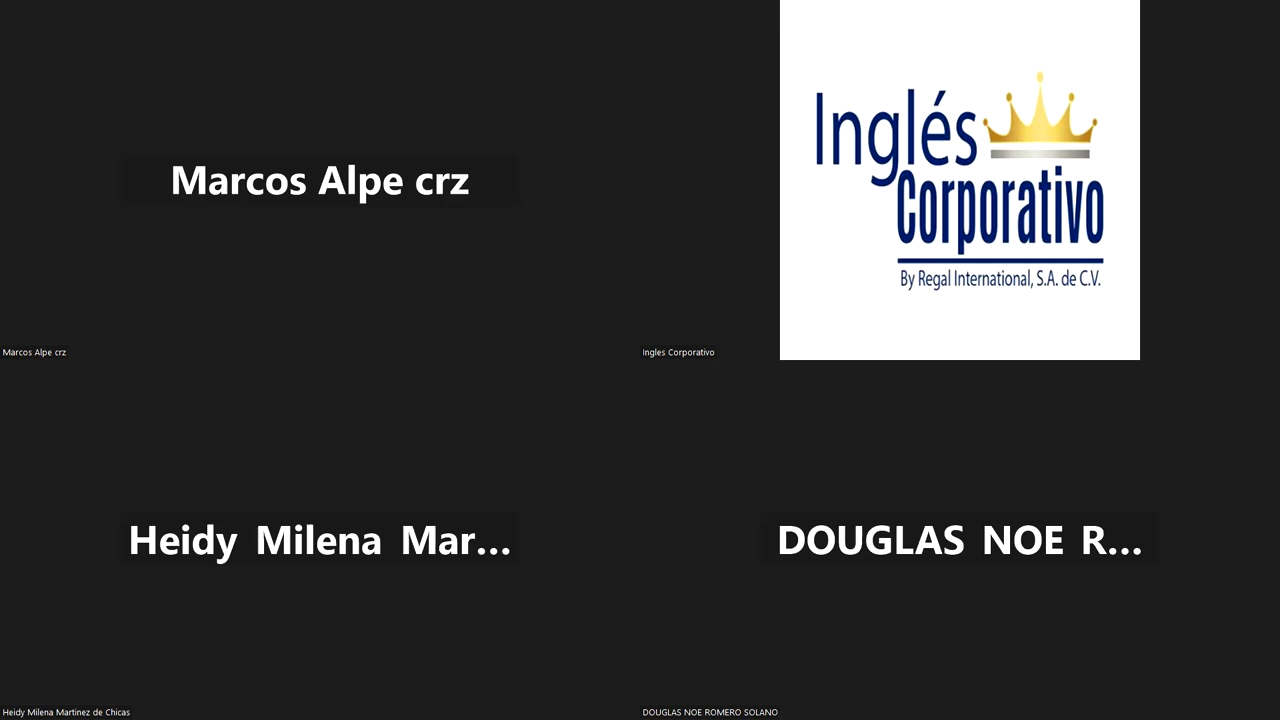 Marcos Alpe crz
Marcos Alpe crz
Inglés
Corporativo
By Regal International, S.A. de C.V.
Ingles Corporativo
Heidy Milena Mar...
Heidy Milena Martinez de Chicas
DOUGLAS NOE R...
DOUGLAS NOE ROMERO SOLANO